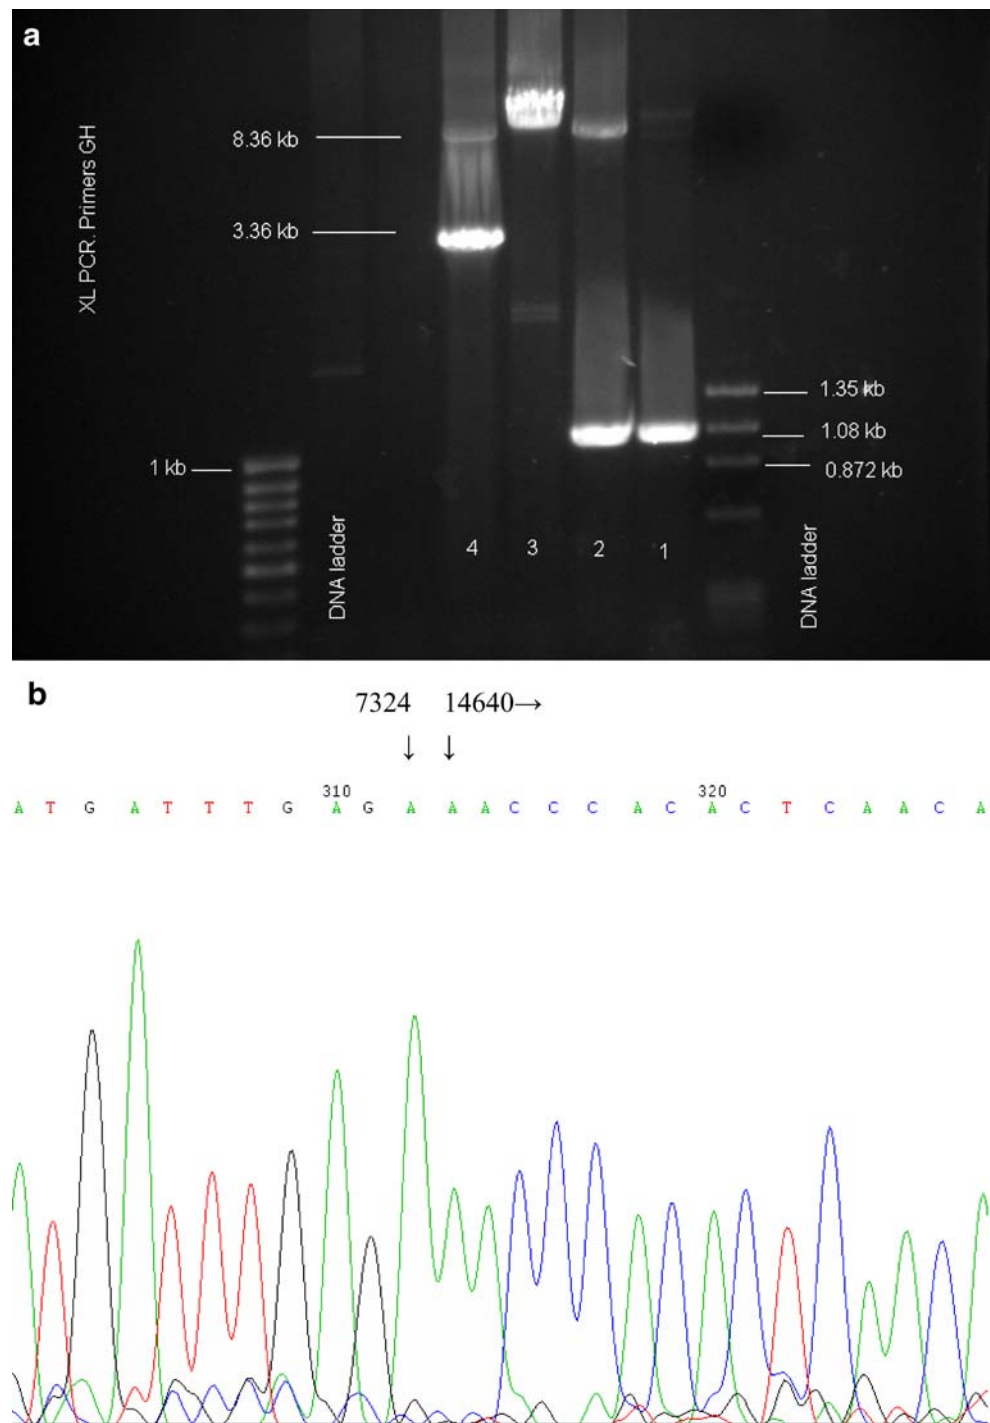 a
XL PCR. Primers GH
8.36 kb
3.36 kb
1 kb
1.35 kb
1.08 kb
0.872 kb
DNA ladder
4 3 2 1
DNA ladder
b
7324 14640→
↓ ↓
310 320
A T G A T T T G A G A A A C C C A C A C T C A A C A